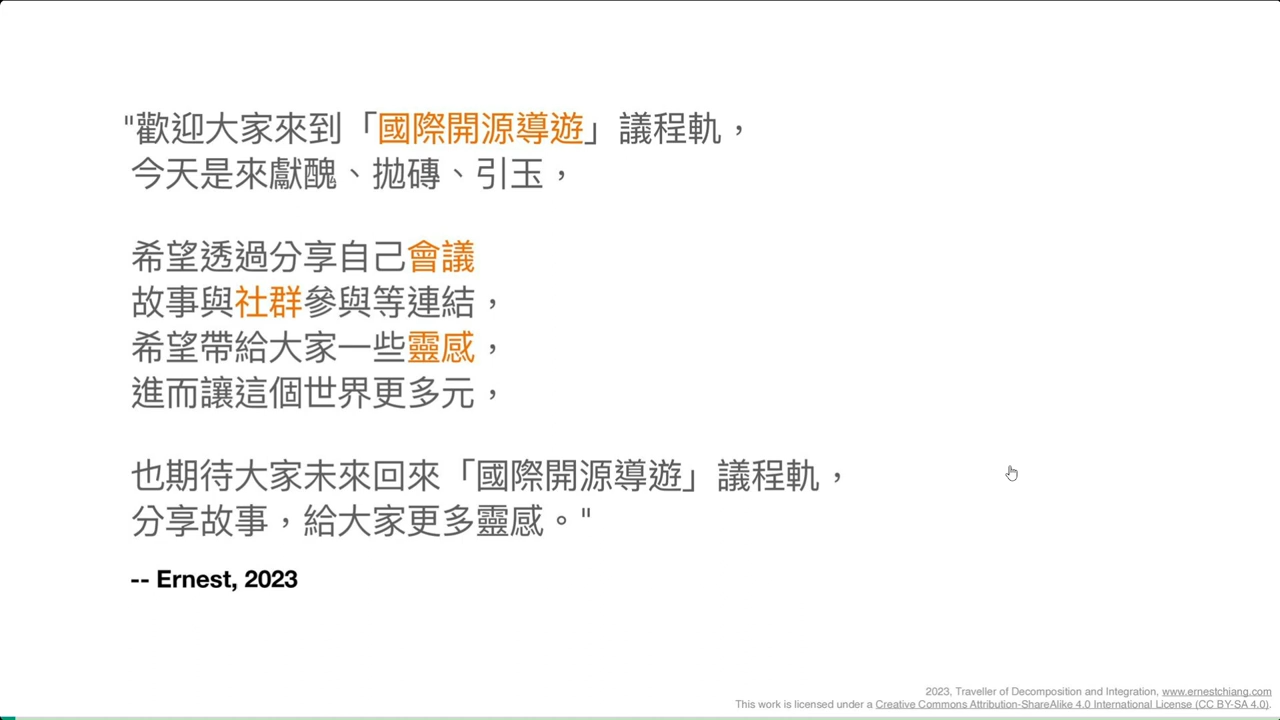 "歡迎大家來到「國際開源導遊」議程軌，
今天是來獻醜、拋磚、引玉，
希望透過分享自己會議
故事與社群參與等連結，
希望帶給大家一些靈感，
進而讓這個世界更多元，
也期待大家未來回來「國際開源導遊」議程軌，
分享故事，給大家更多靈感。"
-- Ernest, 2023
2023, Traveller of Decomposition and Integration, www.ernestchiang.com
This work is licensed under a Creative Commons Attribution-ShareAlike 4.0 International License (CC BY-SA 4.0).